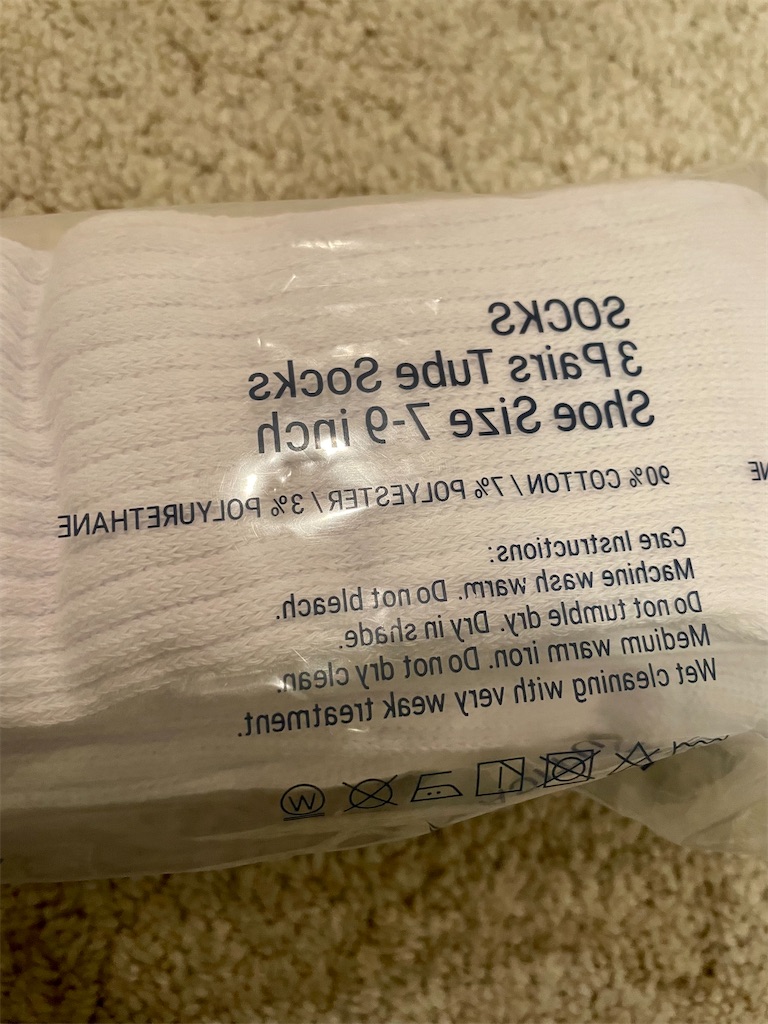 SOCKS
3 Pairs Tube Socks
Shoe Size 7-9 inch
90% COTTON / 7% POLYESTER / 3% POLYURETHANE
NE
Care Instructions:
Machine wash warm. Do not bleach.
Do not tumble dry. Dry in shade.
Medium warm iron. Do not dry clean.
Wet cleaning with very weak treatment.
W